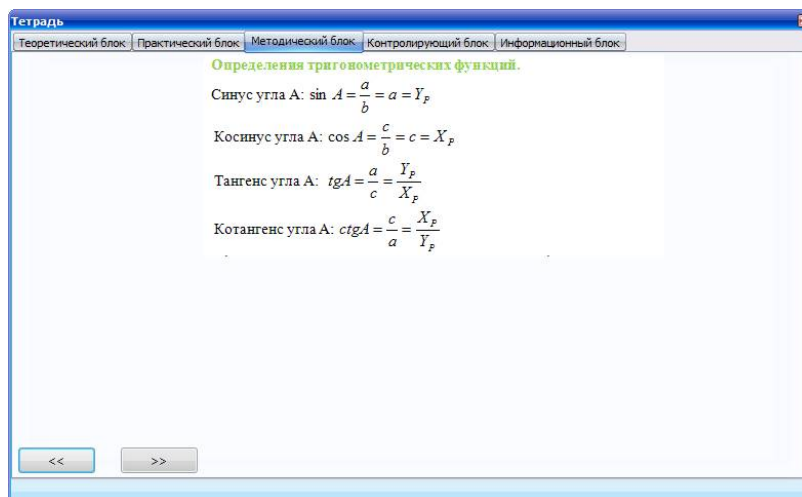 Тетрадь
Теоретический блок Практический блок Методический блок Контролирующий блок Информационный блок
Определения тригонометрических функций.
Синус угла А: sin A = a/b = a = Y_P
Косинус угла А: cos A = c/b = c = X_P
Тангенс угла А: tgA = a/c = Y_P/X_P
Котангенс угла А: ctgA = c/a = X_P/Y_P
<< >>